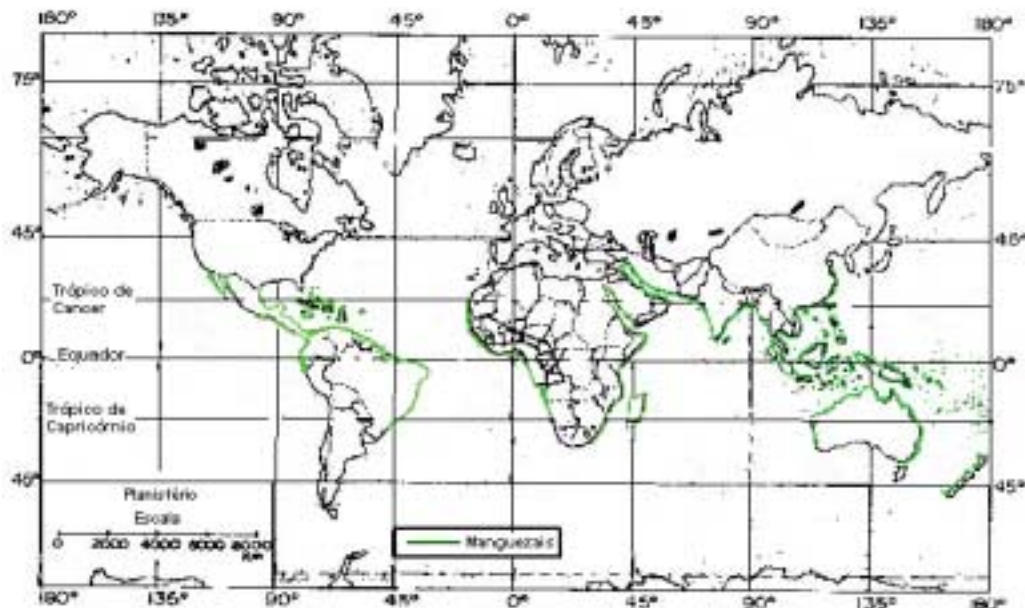 180° 135° 90° 45° 0° 45° 90° 135° 180°
75° 75°
45° 45°
Trópico de
Cancer
0° Equador 0°
Trópico de
Capricórnio
45° 45°
Planistério
Escala
0 2000 4000 6000 8000
Km
Manguezais
180° 135° 90° 45° 0° 45° 90° 135° 180°